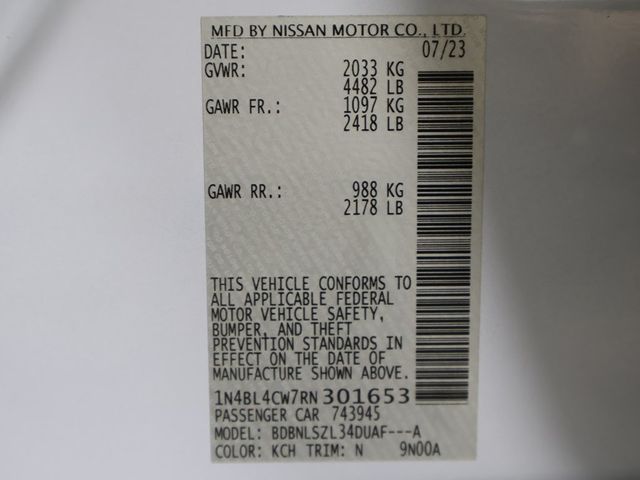 MFD BY NISSAN MOTOR CO., LTD.
DATE: 07/23
GVWR: 2033 KG
4482 LB
GAWR FR.: 1097 KG
2418 LB
GAWR RR.: 988 KG
2178 LB
THIS VEHICLE CONFORMS TO
ALL APPLICABLE FEDERAL
MOTOR VEHICLE SAFETY,
BUMPER, AND THEFT
PREVENTION STANDARDS IN
EFFECT ON THE DATE OF
MANUFACTURE SHOWN ABOVE.
1N4BL4CW7RN301653
PASSENGER CAR 743945
MODEL: BDBNLSZL34DUAF---A
COLOR: KCH TRIM: N 9N00A